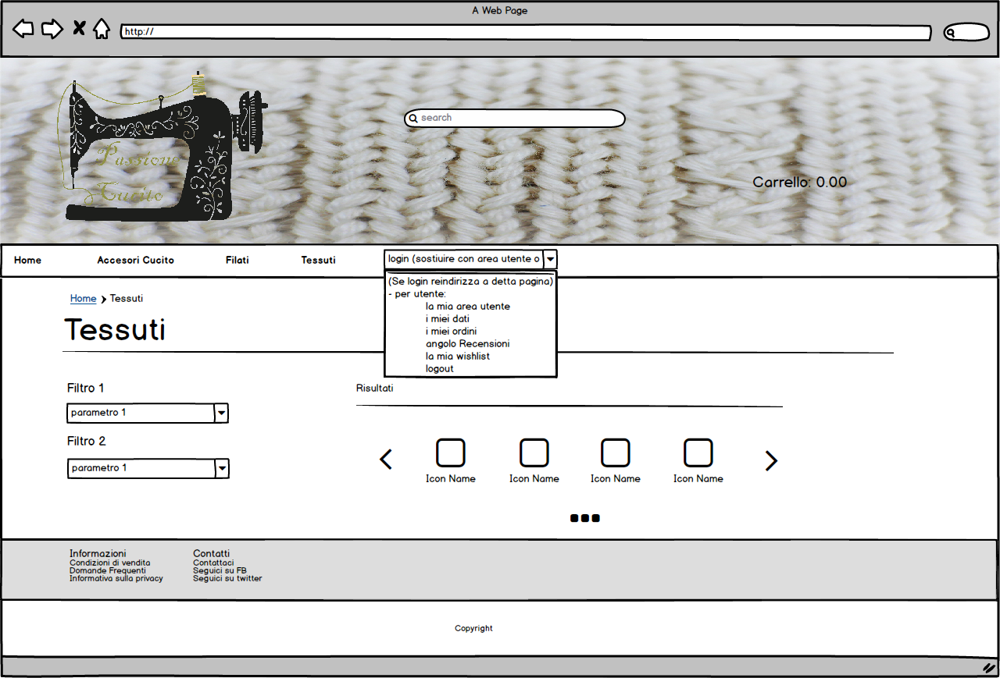 A Web Page
http://
search
Passione
Cucito
Carrello: 0.00
Home
Accesori Cucito
Filati
Tessuti
login (sostiuire con area utente o
(Se login reindirizza a detta pagina)
- per utente:
la mia area utente
i miei dati
i miei ordini
angolo Recensioni
la mia wishlist
logout
Home Tessuti
Tessuti
Filtro 1
parametro 1
Filtro 2
parametro 1
Risultati
Icon Name
Icon Name
Icon Name
Icon Name
Informazioni
Condizioni di vendita
Domande Frequenti
Informativa sulla privacy
Contatti
Contattaci
Seguici su FB
Seguici su twitter
Copyright